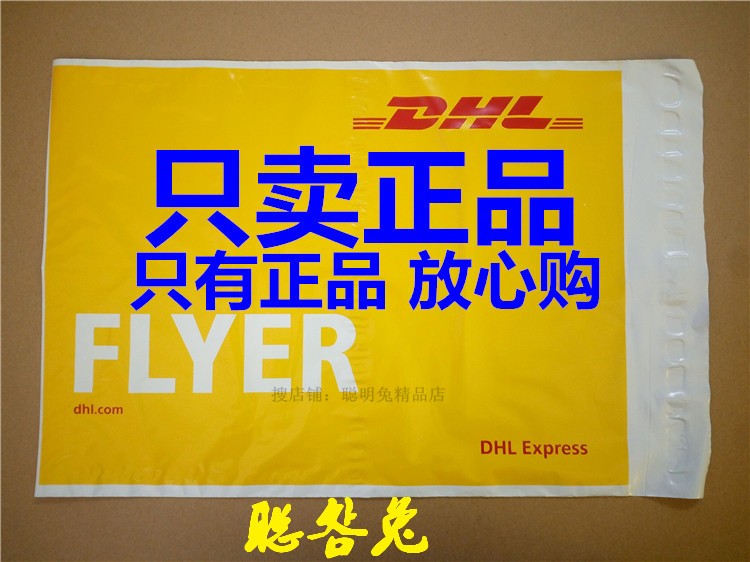 DHL
只卖正品
只有正品 放心购
FLYER
搜店铺：聪明兔精品店
dhl.com
DHL Express
聪明兔